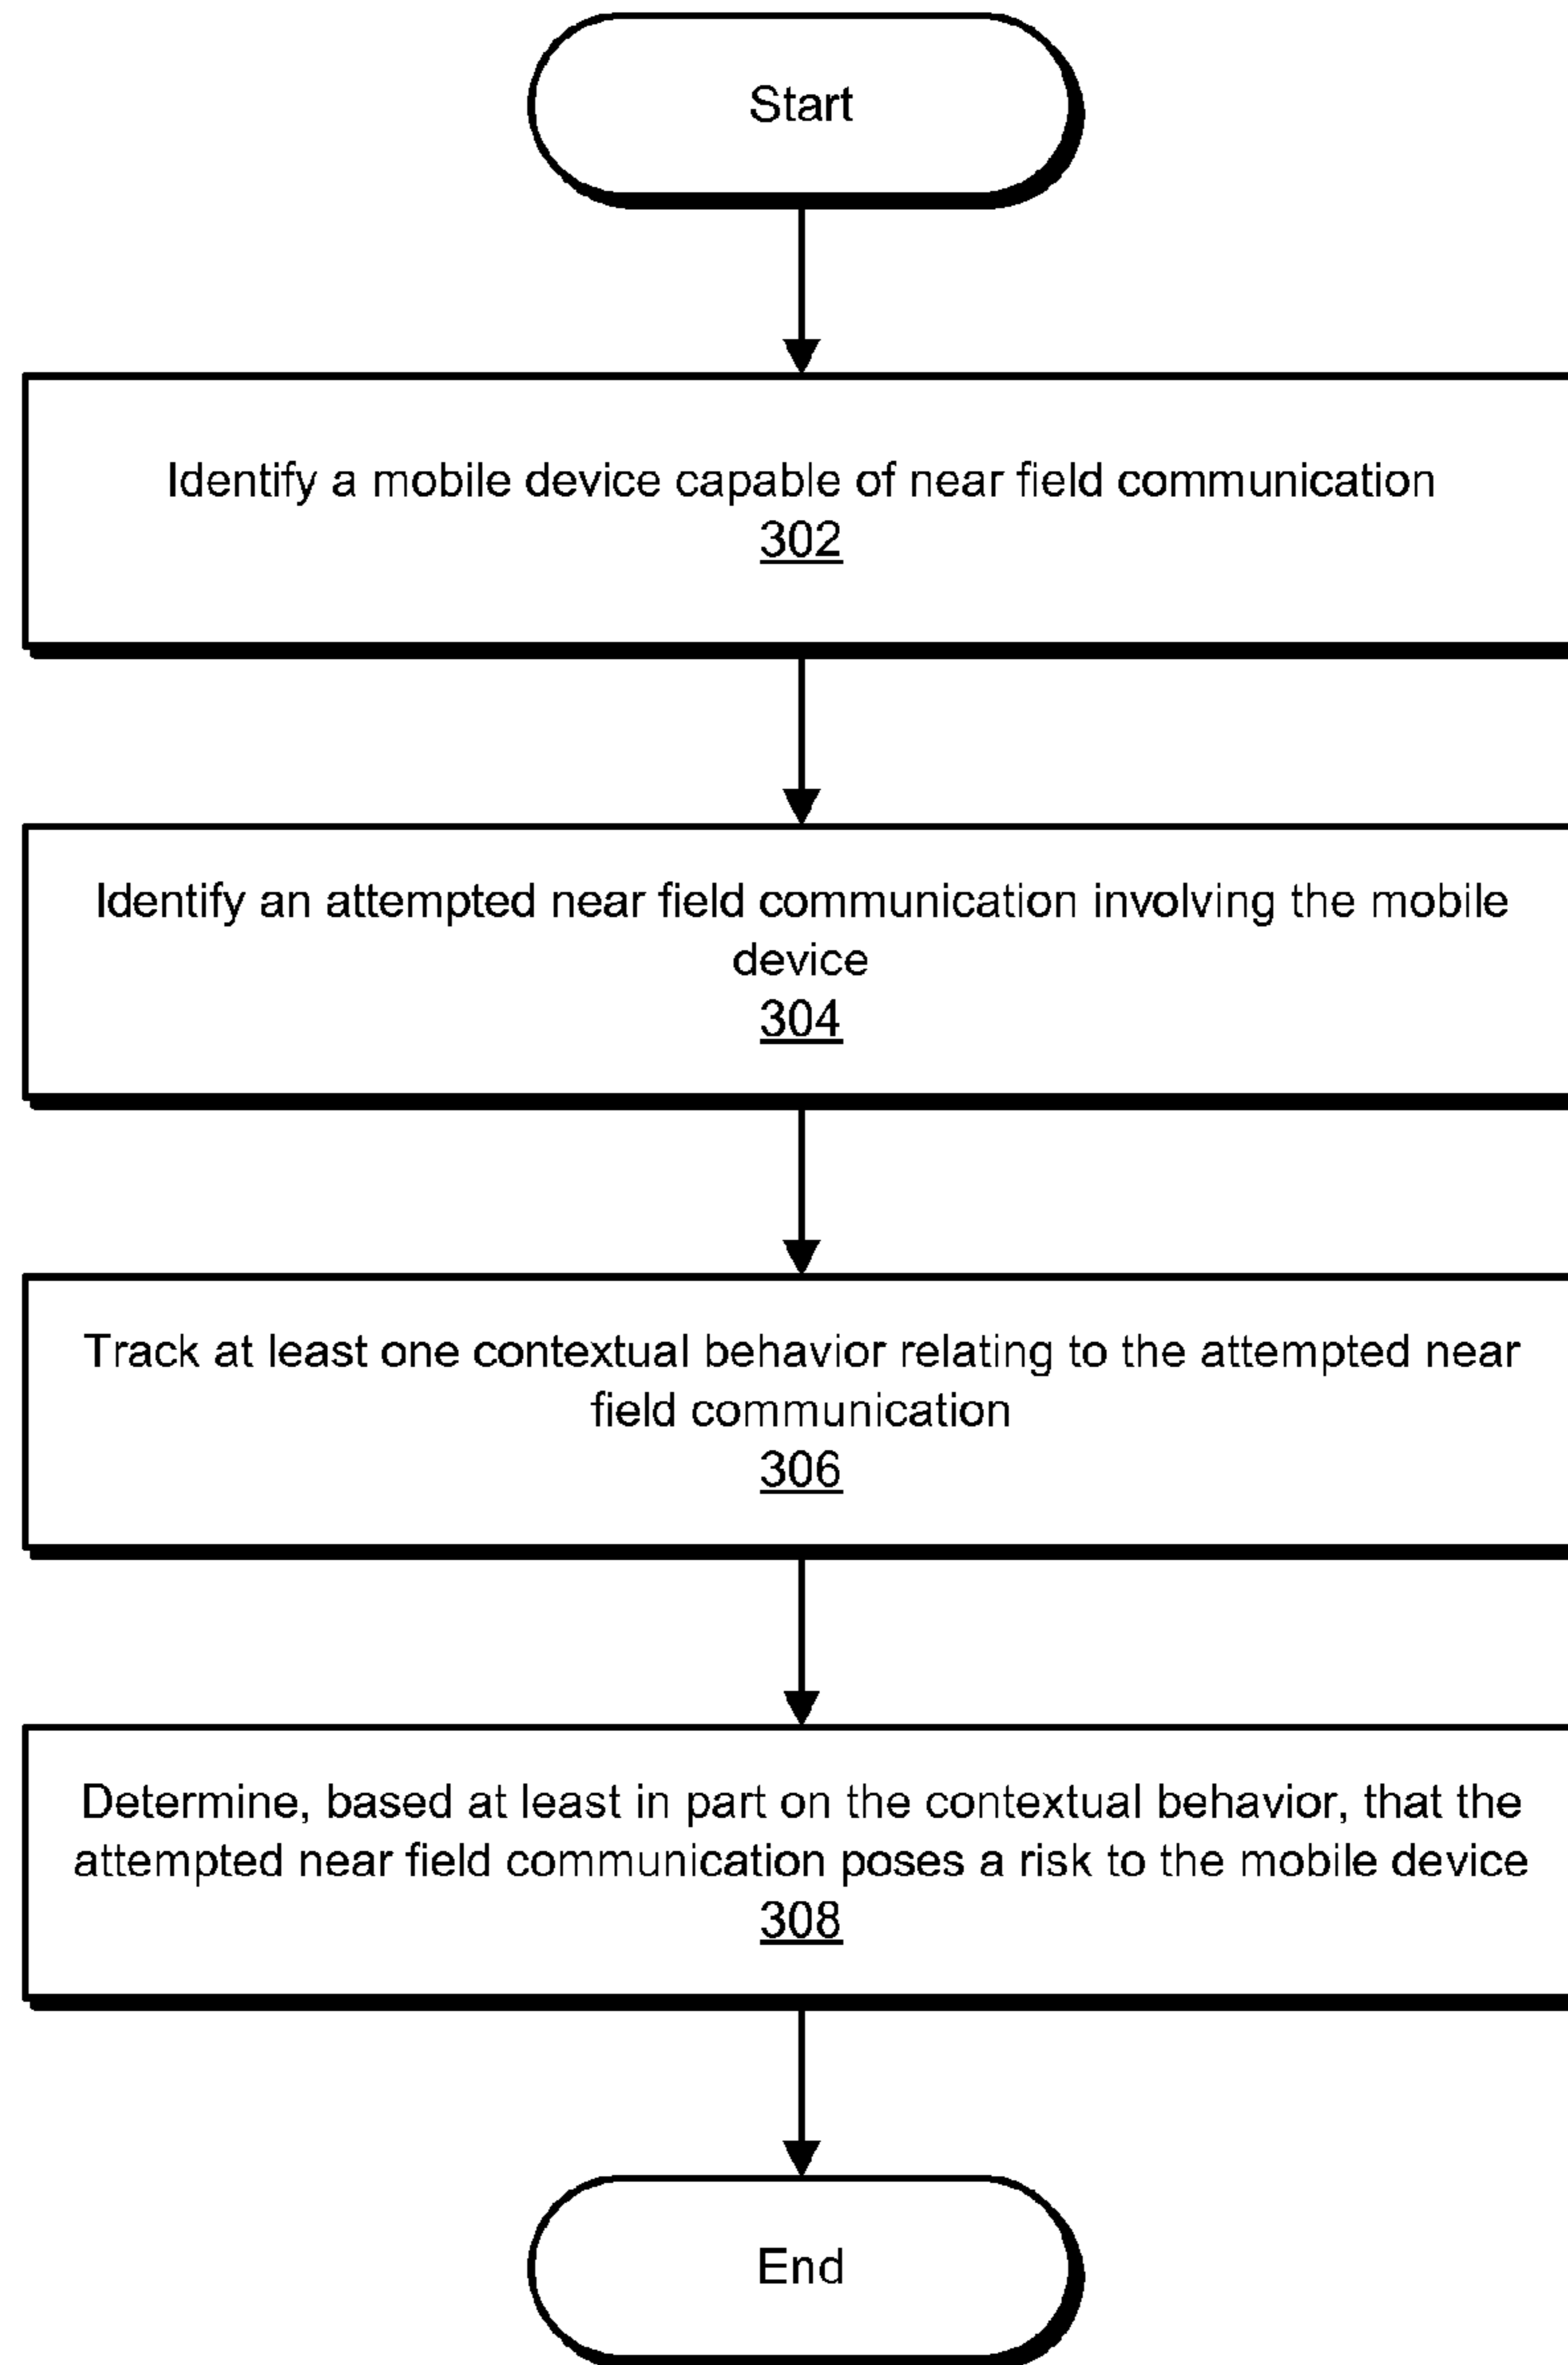 Start
Identify a mobile device capable of near field communication
302
Identify an attempted near field communication involving the mobile
device
304
Track at least one contextual behavior relating to the attempted near
field communication
306
Determine, based at least in part on the contextual behavior, that the
attempted near field communication poses a risk to the mobile device
308
End